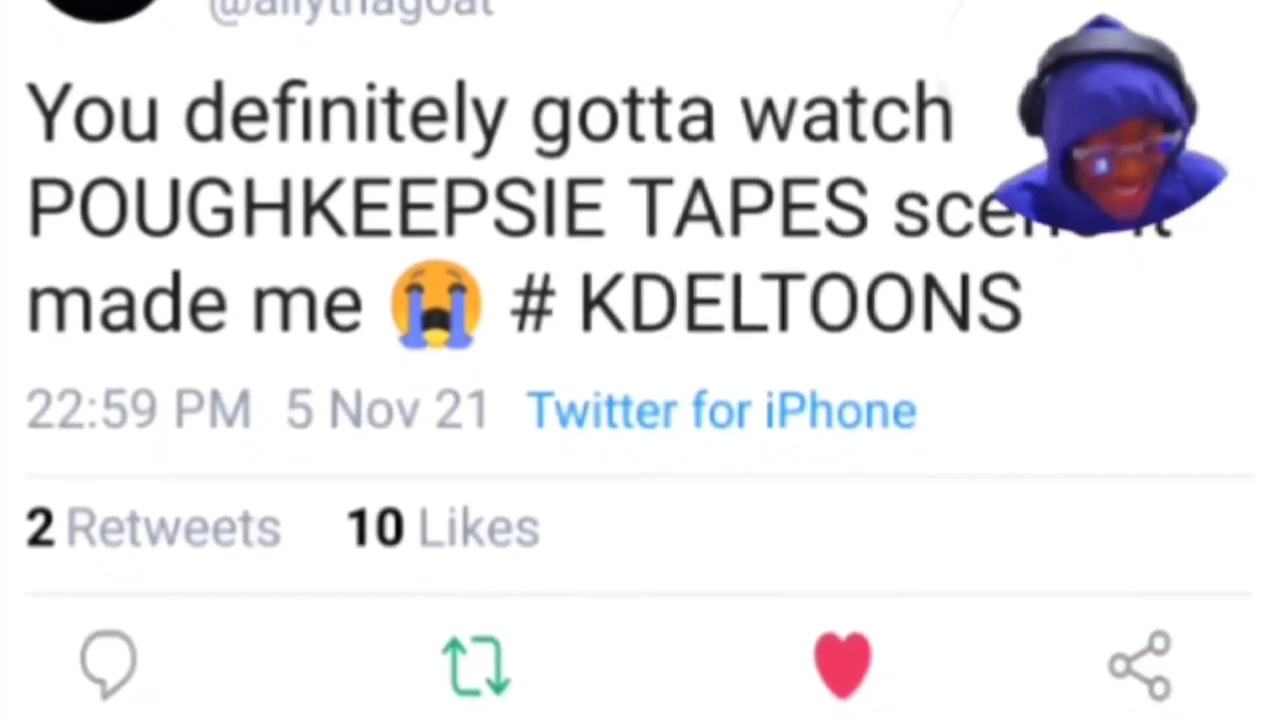 @allythagoat
You definitely gotta watch
POUGHKEEPSIE TAPES it
made me 😭 # KDELTOONS
22:59 PM 5 Nov 21 Twitter for iPhone
2 Retweets 10 Likes